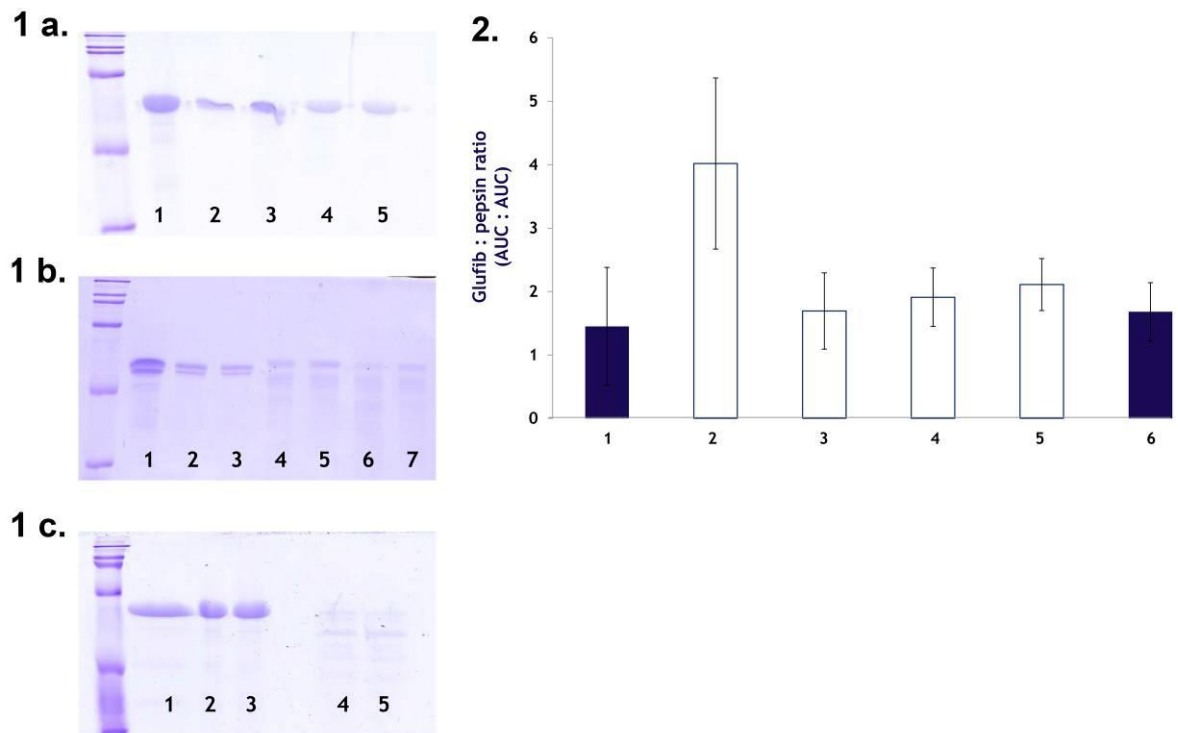 1 a.
1 2 3 4 5
1 b.
1 2 3 4 5 6 7
1 c.
1 2 3 4 5
2.
Glufib : pepsin ratio
(AUC : AUC)
6
5
4
3
2
1
0
1 2 3 4 5 6